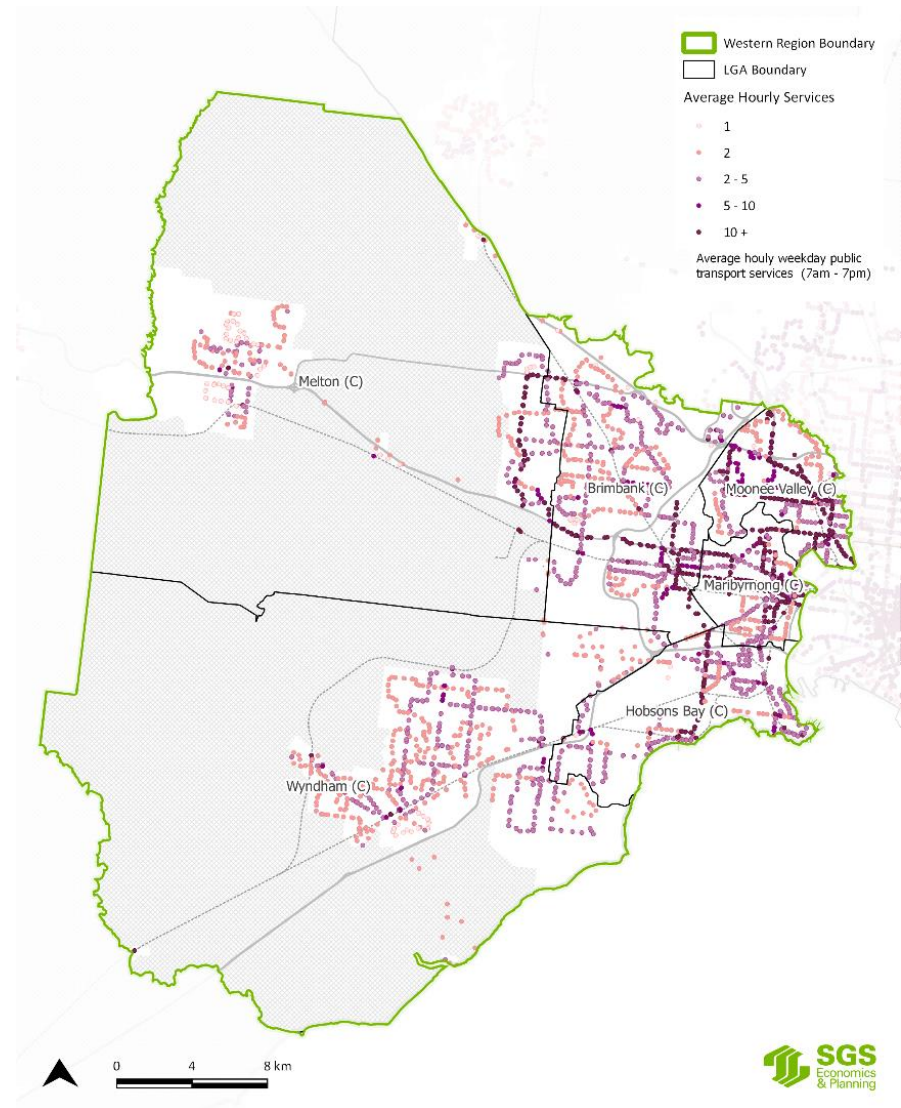 Western Region Boundary
LGA Boundary
Average Hourly Services
1
2
2 - 5
5 - 10
10 +
Average houly weekday public
transport services (7am - 7pm)
Melton (C)
Brimbank (C)
Moonee Valley (C)
Maribyrnong (C)
Hobsons Bay (C)
Wyndham (C)
0 4 8 km
SGS
Economics
& Planning